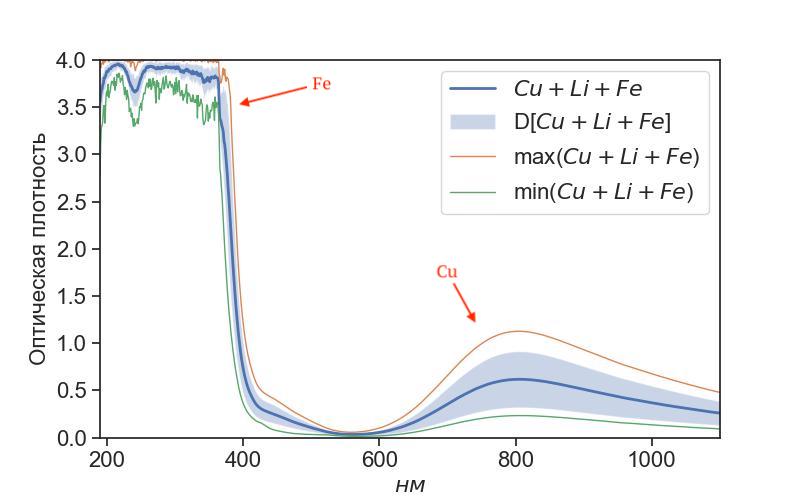 4.0
3.5
3.0
2.5
2.0
1.5
1.0
0.5
0.0
Оптическая плотность
Fe
Cu
Cu + Li + Fe
D[Cu + Li + Fe]
max(Cu + Li + Fe)
min(Cu + Li + Fe)
200 400 600 800 1000
нм